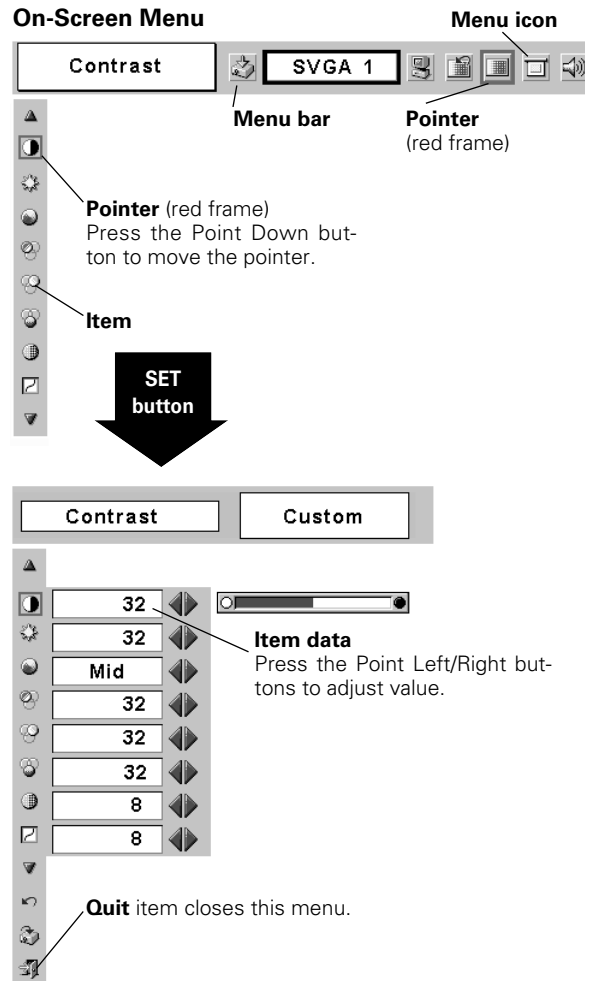 On-Screen Menu
Menu icon
Contrast
SVGA 1
Menu bar
Pointer
(red frame)
Pointer (red frame)
Press the Point Down but-
ton to move the pointer.
Item
SET
button
Contrast
Custom
32
32
Item data
Press the Point Left/Right but-
Mid
tons to adjust value.
32
32
32
8
8
Quit item closes this menu.